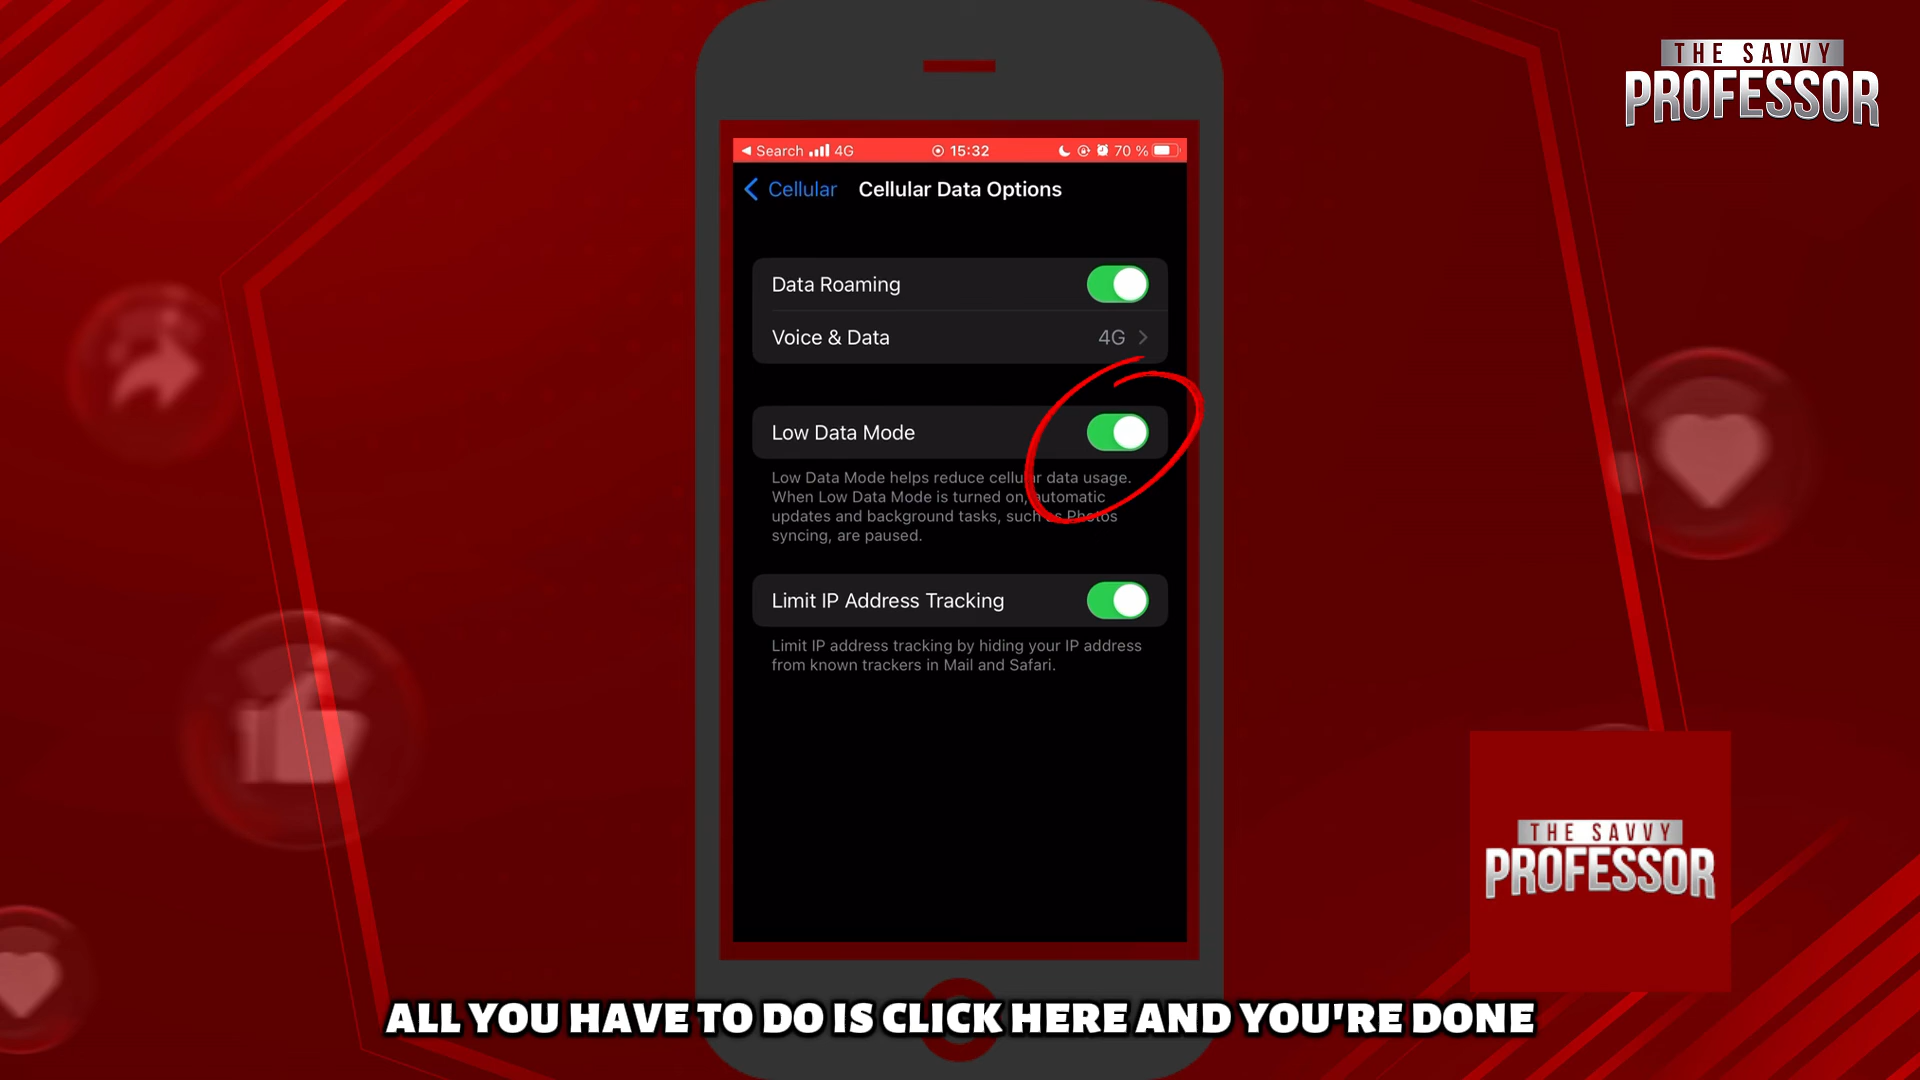 THE SAVVY
PROFESSOR
Search 4G 15:32 70 %
Cellular Cellular Data Options
Data Roaming
Voice & Data 4G
Low Data Mode
Low Data Mode helps reduce cellular data usage.
When Low Data Mode is turned on, automatic
updates and background tasks, such as Photos
syncing, are paused.
Limit IP Address Tracking
Limit IP address tracking by hiding your IP address
from known trackers in Mail and Safari.
THE SAVVY
PROFESSOR
ALL YOU HAVE TO DO IS CLICK HERE AND YOU'RE DONE